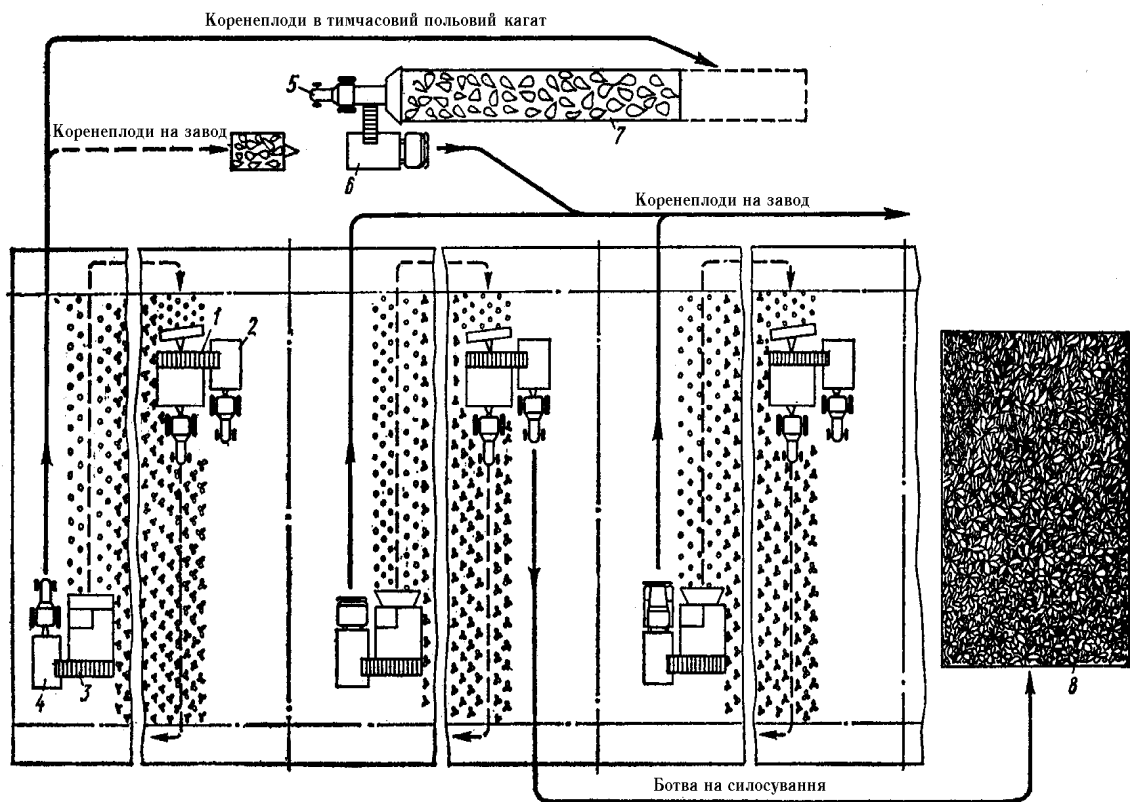 Коренеплоди в тимчасовий польовий кагат
5
Коренеплоди на завод
7
6
Коренеплоди на завод
1
2
4
3
8
Ботва на силосування